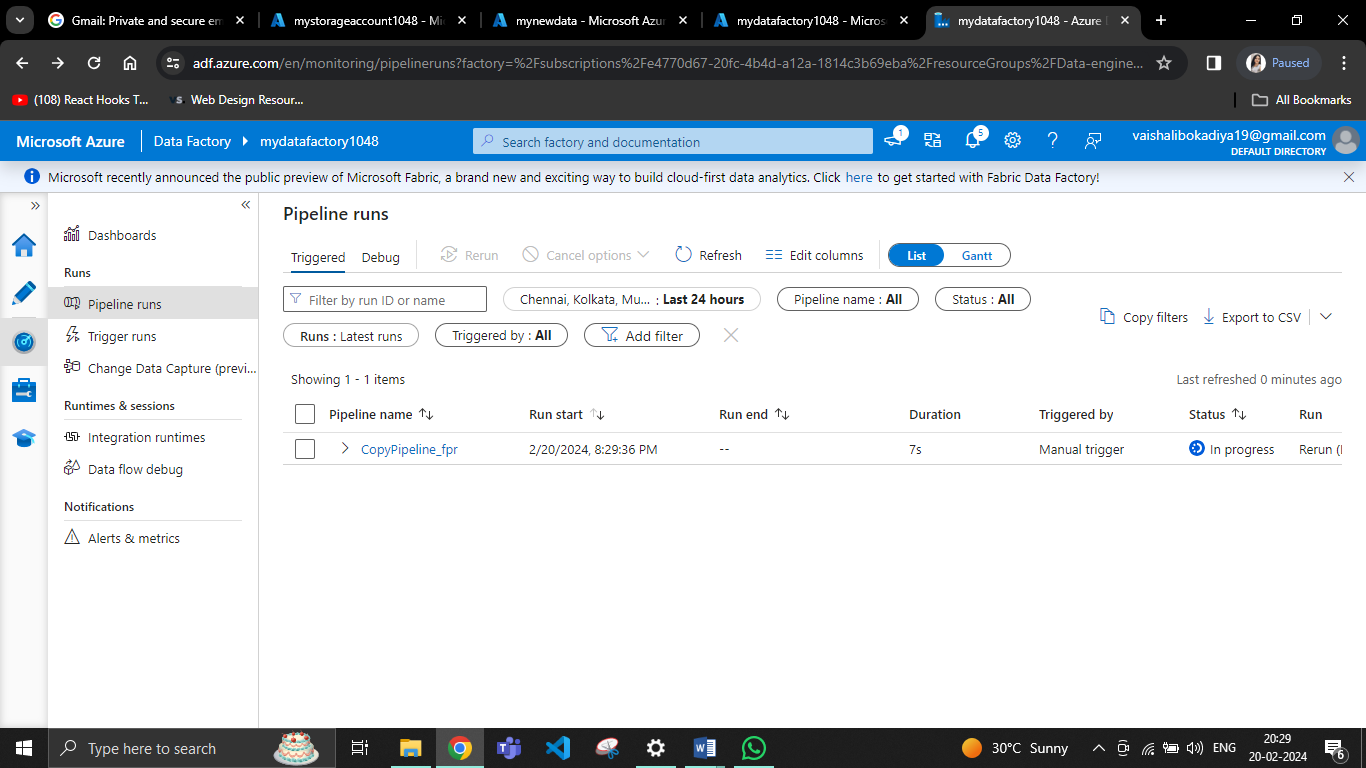 Gmail: Private and secure em
mystorageaccount1048 - Mi
mynewdata - Microsoft Azur
mydatafactory1048 - Micros
mydatafactory1048 - Azure
adf.azure.com/en/monitoring/pipelineruns?factory=%2Fsubscriptions%2Fe4770d67-20fc-4b4d-a12a-1814c3b69eba%2FresourceGroups%2FData-engine...
Paused
(108) React Hooks T...
Web Design Resour...
All Bookmarks
Microsoft Azure
Data Factory
mydatafactory1048
Search factory and documentation
1
5
vaishalibokadiya19@gmail.com
DEFAULT DIRECTORY
Microsoft recently announced the public preview of Microsoft Fabric, a brand new and exciting way to build cloud-first data analytics. Click here to get started with Fabric Data Factory!
Dashboards
Runs
Pipeline runs
Trigger runs
Change Data Capture (previ...
Runtimes & sessions
Integration runtimes
Data flow debug
Notifications
Alerts & metrics
Pipeline runs
Triggered
Debug
Rerun
Cancel options
Refresh
Edit columns
List
Gantt
Filter by run ID or name
Chennai, Kolkata, Mu... : Last 24 hours
Pipeline name : All
Status : All
Runs : Latest runs
Triggered by : All
Add filter
Copy filters
Export to CSV
Showing 1 - 1 items
Last refreshed 0 minutes ago
Pipeline name
Run start
Run end
Duration
Triggered by
Status
Run
CopyPipeline_fpr
2/20/2024, 8:29:36 PM
--
7s
Manual trigger
In progress
Rerun (
Type here to search
30°C Sunny
ENG
20:29
20-02-2024
6